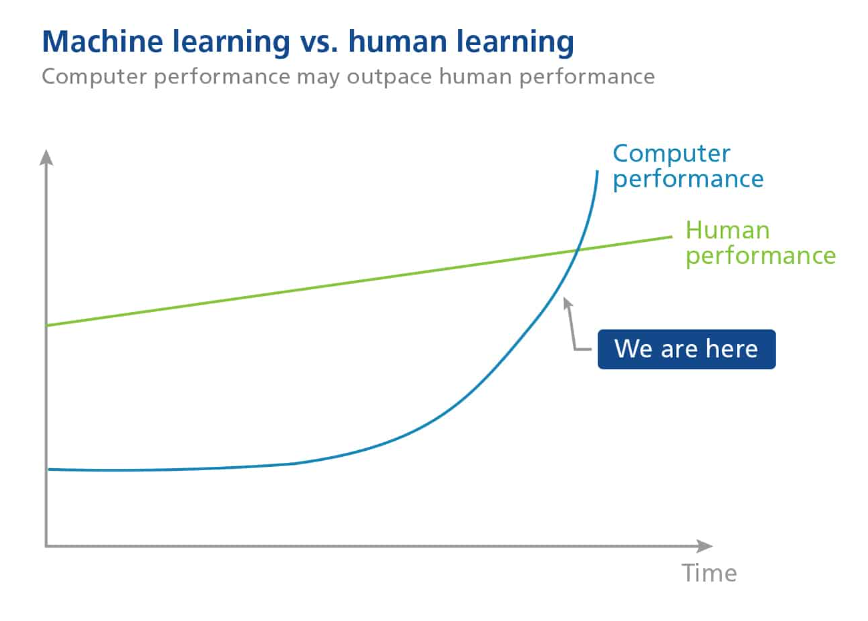 Machine learning vs. human learning
Computer performance may outpace human performance
Computer
performance
Human
performance
We are here
Time